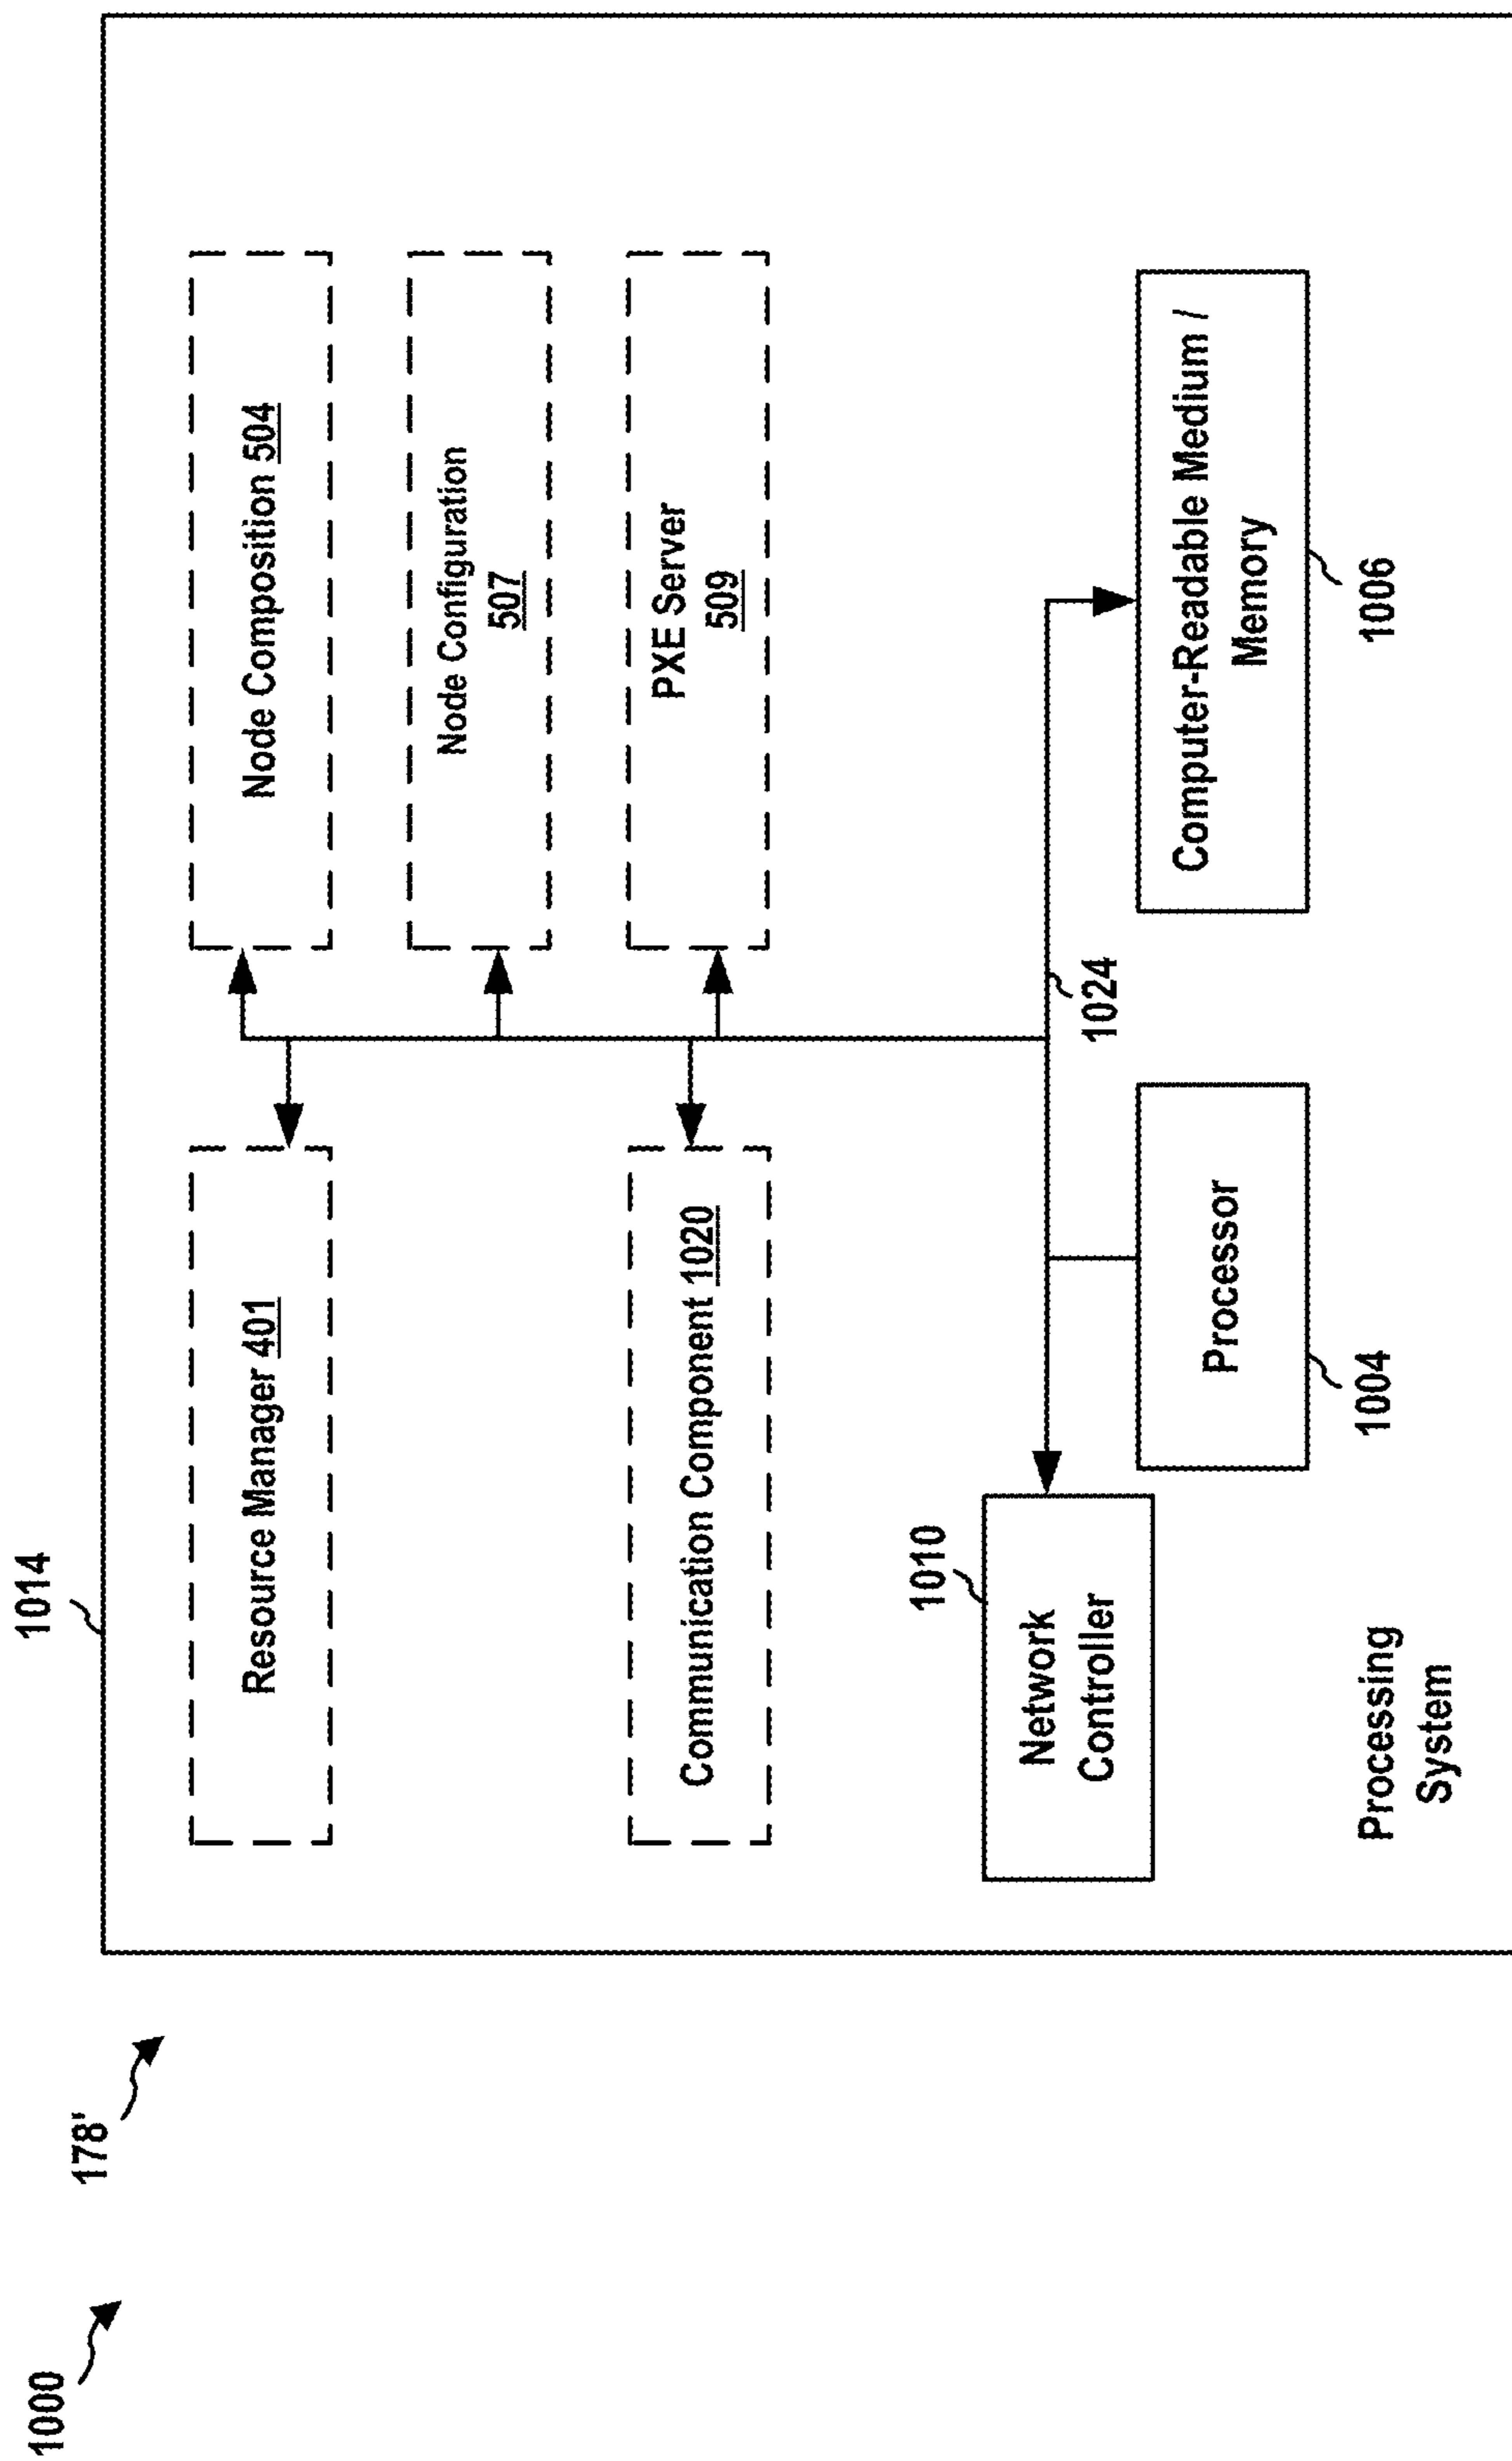 1000
178'
1014
Resource Manager 401
Node Composition 504
Node Configuration
507
Communication Component 1020
PXE Server
509
1010
Network
Controller
1024
Processor
1004
Computer-Readable Medium /
Memory
1006
Processing
System